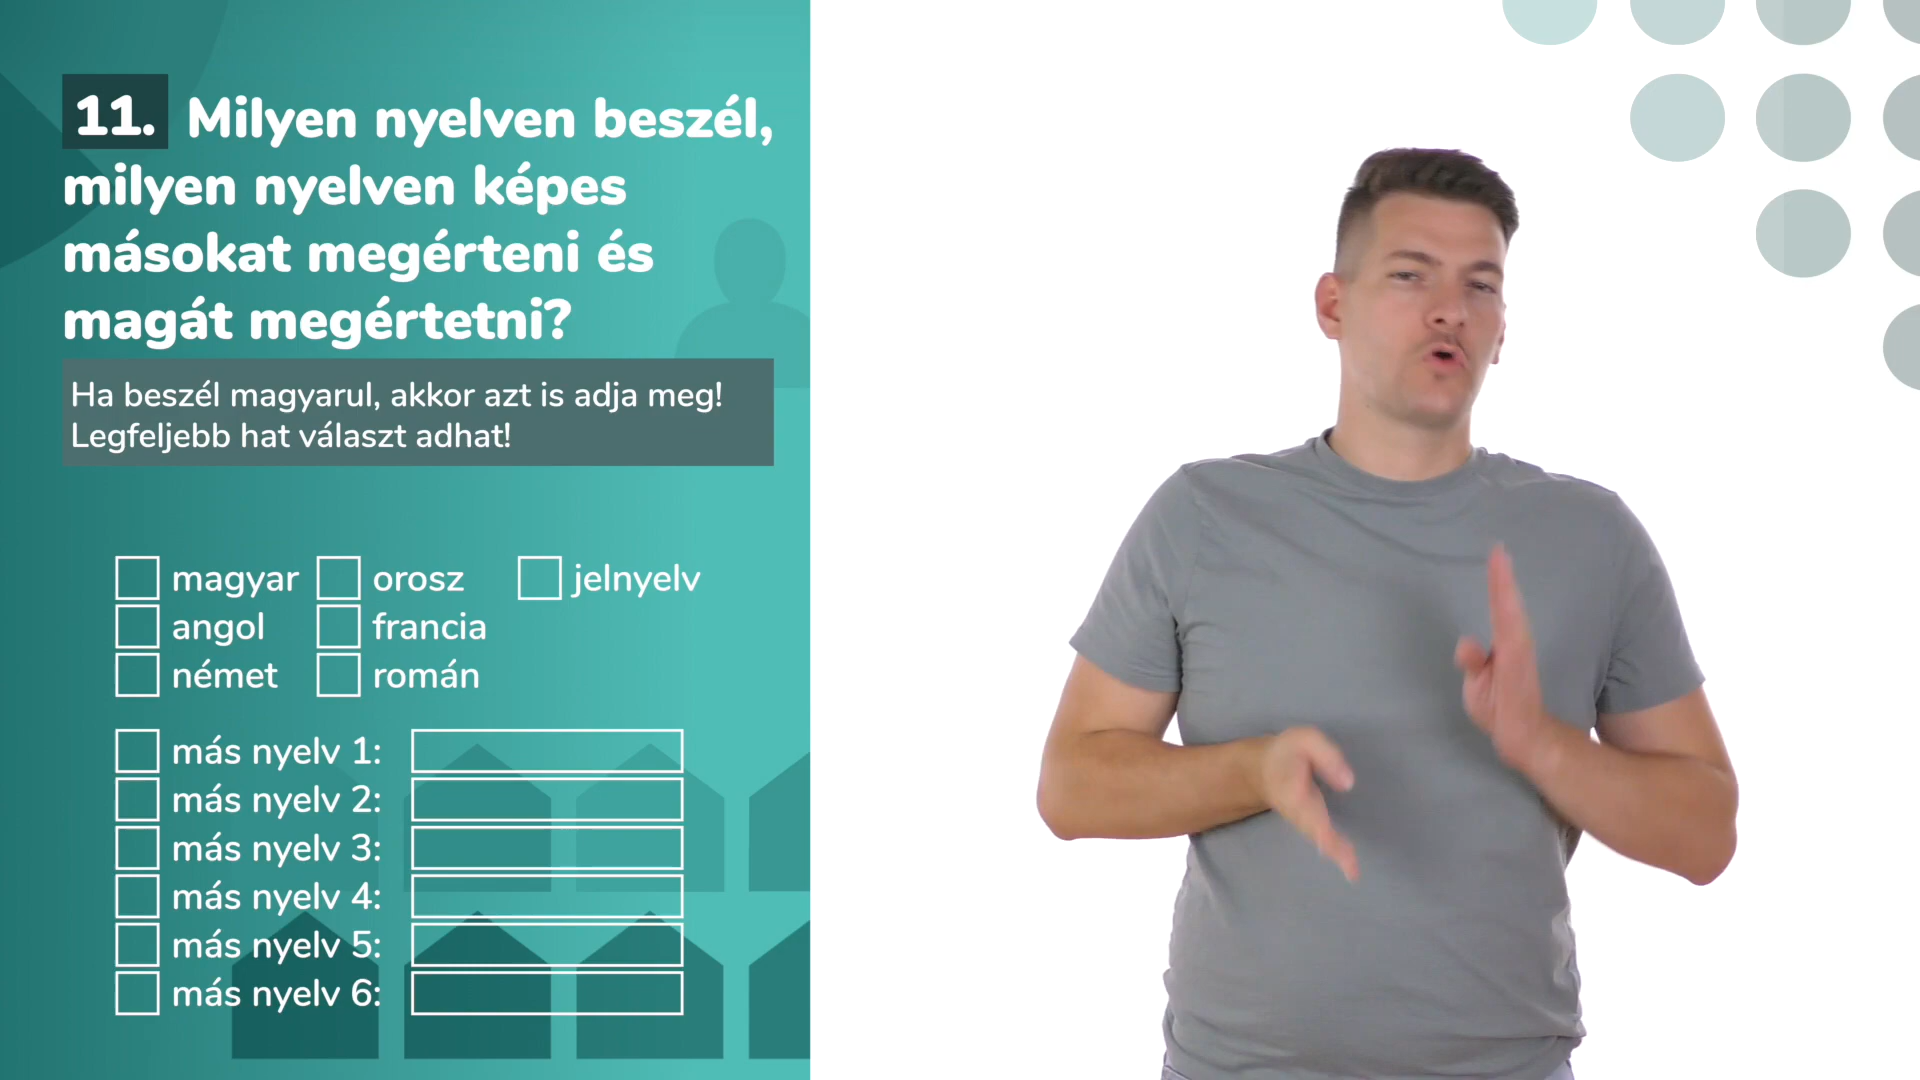 11. Milyen nyelven beszél,
milyen nyelven képes
másokat megérteni és
magát megértetni?
Ha beszél magyarul, akkor azt is adja meg!
Legfeljebb hat választ adhat!
magyar orosz jelnyelv
angol francia
német román
más nyelv 1:
más nyelv 2:
más nyelv 3:
más nyelv 4:
más nyelv 5:
más nyelv 6: